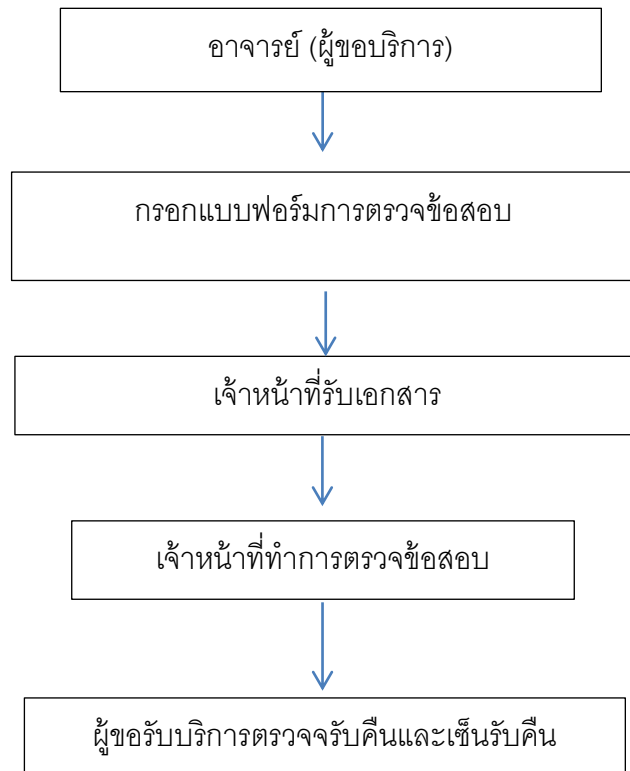 อาจารย์ (ผู้ขอบริการ)
กรอกแบบฟอร์มการตรวจข้อสอบ
เจ้าหน้าที่รับเอกสาร
เจ้าหน้าที่ทำการตรวจข้อสอบ
ผู้ขอรับบริการตรวจจรับคืนและเซ็นรับคืน